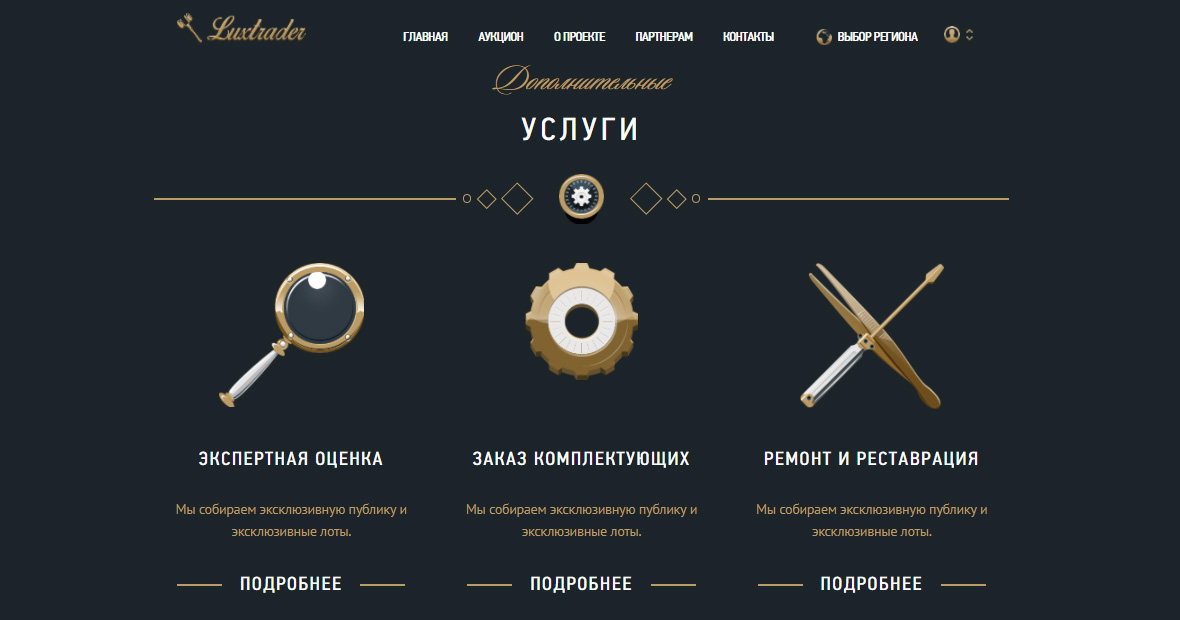 Luxtrader
ГЛАВНАЯ АУКЦИОН О ПРОЕКТЕ ПАРТНЕРАМ КОНТАКТЫ ВЫБОР РЕГИОНА
Дополнительные
УСЛУГИ
ЭКСПЕРТНАЯ ОЦЕНКА
Мы собираем эксклюзивную публику и
эксклюзивные лоты.
ПОДРОБНЕЕ
ЗАКАЗ КОМПЛЕКТУЮЩИХ
Мы собираем эксклюзивную публику и
эксклюзивные лоты.
ПОДРОБНЕЕ
РЕМОНТ И РЕСТАВРАЦИЯ
Мы собираем эксклюзивную публику и
эксклюзивные лоты.
ПОДРОБНЕЕ